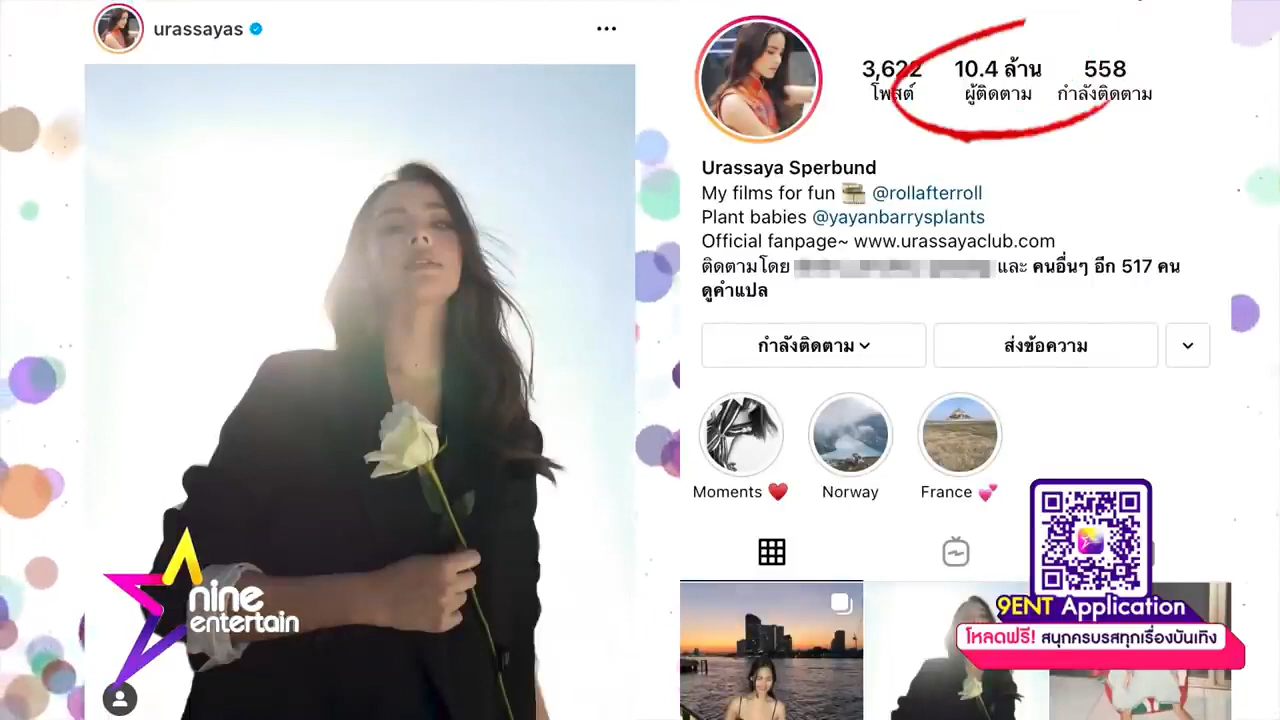 urassayas
3,622
โพสต์
10.4 ล้าน
ผู้ติดตาม
558
กำลังติดตาม
Urassaya Sperbund
My films for fun @rollafterroll
Plant babies @yayanbarrysplants
Official fanpage~ www.urassayaclub.com
ติดตามโดย และ คนอื่นๆ อีก 517 คน
ดูคำแปล
กำลังติดตาม
ส่งข้อความ
Moments
Norway
France
nine
entertain
9ENT Application
โหลดฟรี! สนุกครบรสทุกเรื่องบันเทิง